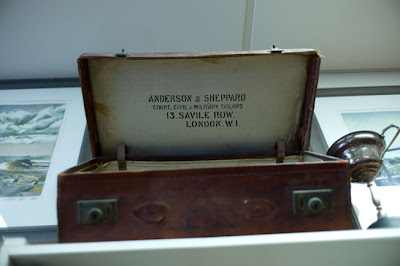 ANDERSON & SHEPPARD
COURT, CIVIL & MILITARY TAILORS
13, SAVILE ROW,
LONDON. W.1.